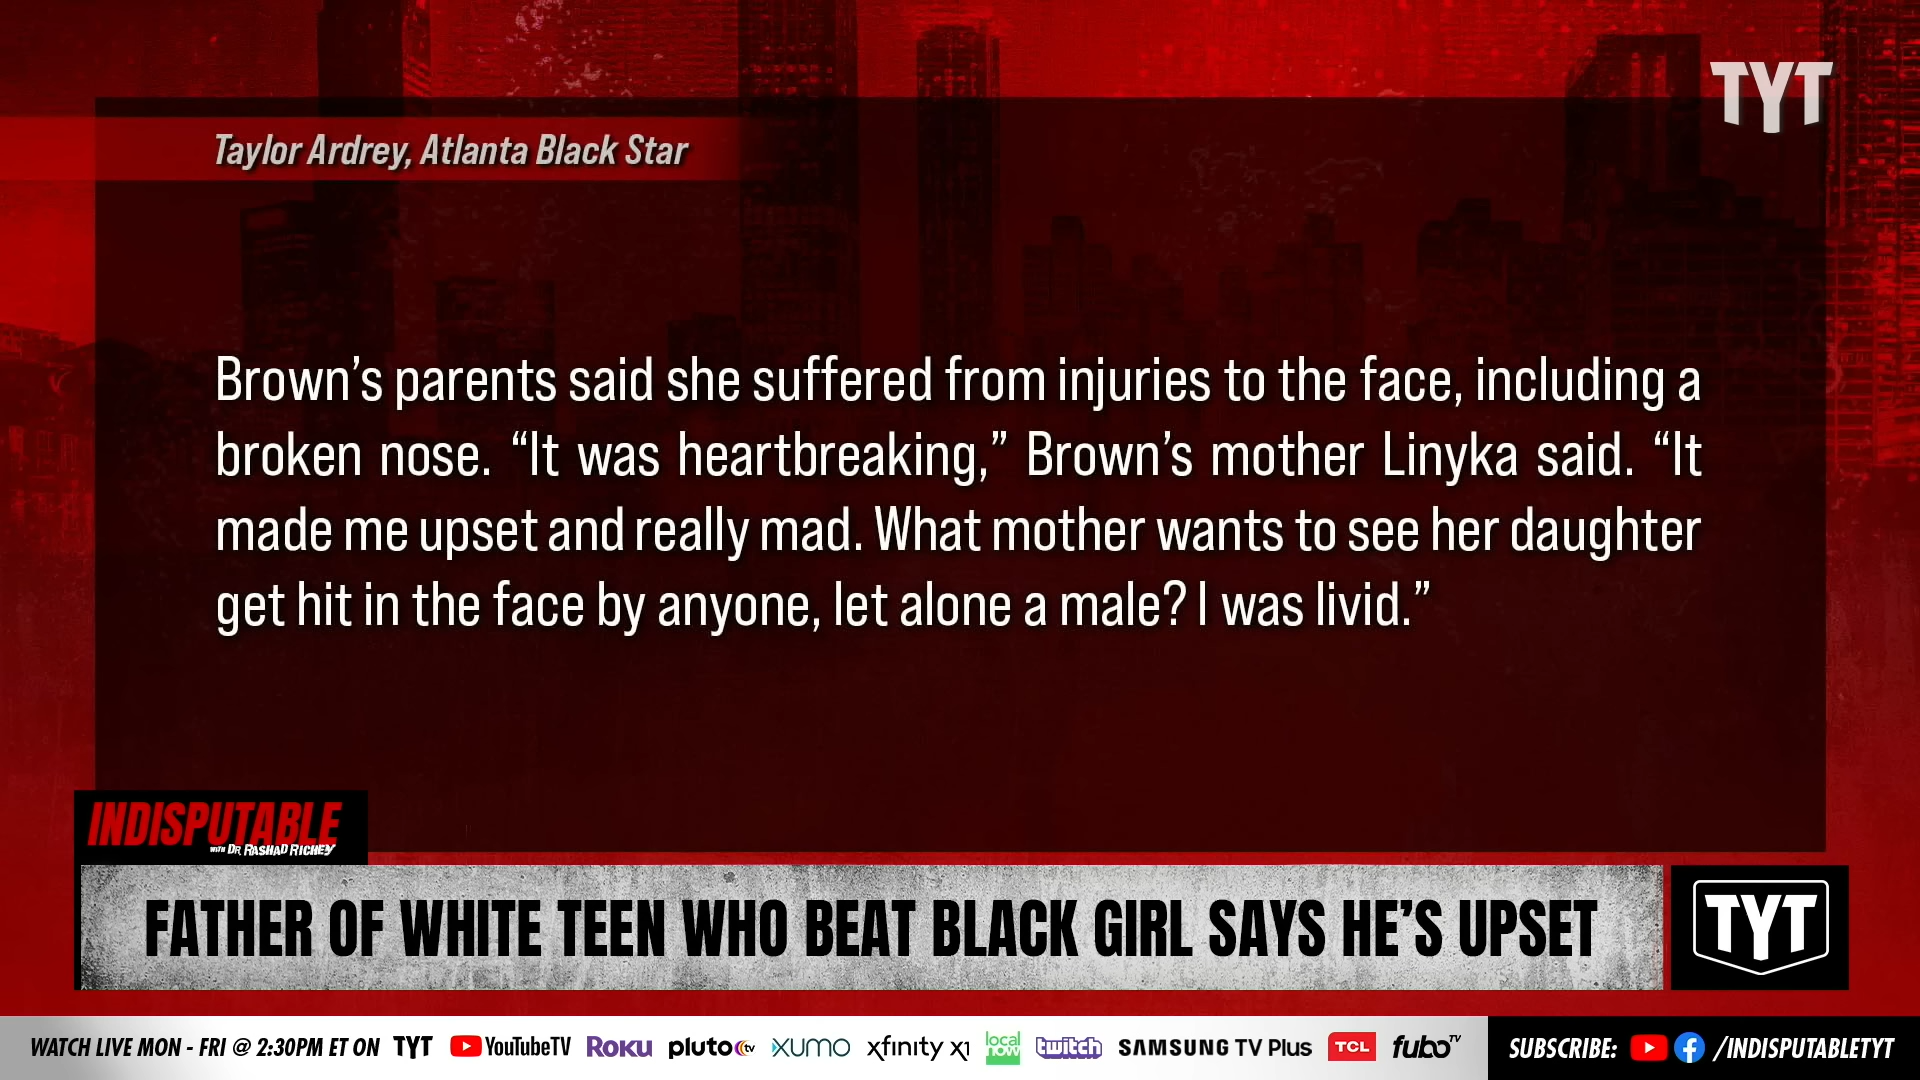 TYT
Taylor Ardrey, Atlanta Black Star
Brown’s parents said she suffered from injuries to the face, including a
broken nose. “It was heartbreaking,” Brown’s mother Linyka said. “It
made me upset and really mad. What mother wants to see her daughter
get hit in the face by anyone, let alone a male? I was livid.”
INDISPUTABLE
WITH DR RASHAD RICHEY
FATHER OF WHITE TEEN WHO BEAT BLACK GIRL SAYS HE’S UPSET
TYT
WATCH LIVE MON - FRI @ 2:30PM ET ON TYT YouTubeTV ROKU pluto tv XUMO xfinity x1 local now twitch SAMSUNG TV Plus TCL fubo TV SUBSCRIBE: /INDISPUTABLETYT